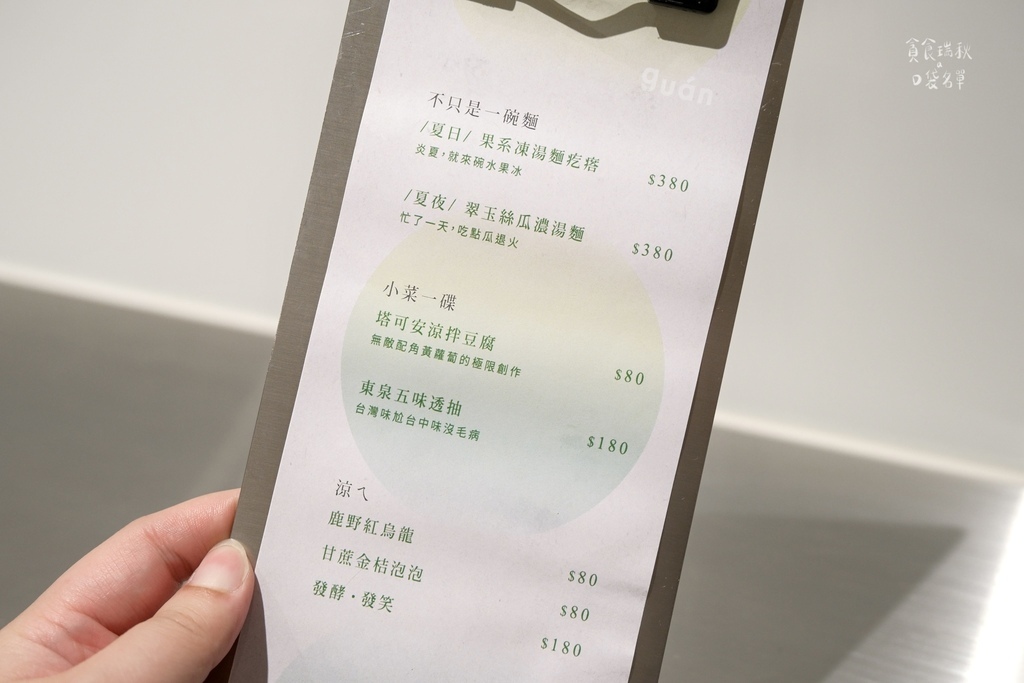 guán
貪食瑞秋
a
口袋名單
不只是一碗麵
/夏日/ 果系凍湯麵疙瘩 $380
炎夏，就來碗水果冰
/夏夜/ 翠玉絲瓜濃湯麵 $380
忙了一天，吃點瓜退火
小菜一碟
塔可安涼拌豆腐 $80
無敵配角黃蘿蔔的極限創作
東泉五味透抽 $180
台灣味尬台中味沒毛病
涼ㄟ
鹿野紅烏龍 $80
甘蔗金桔泡泡 $80
發酵・發笑 $180